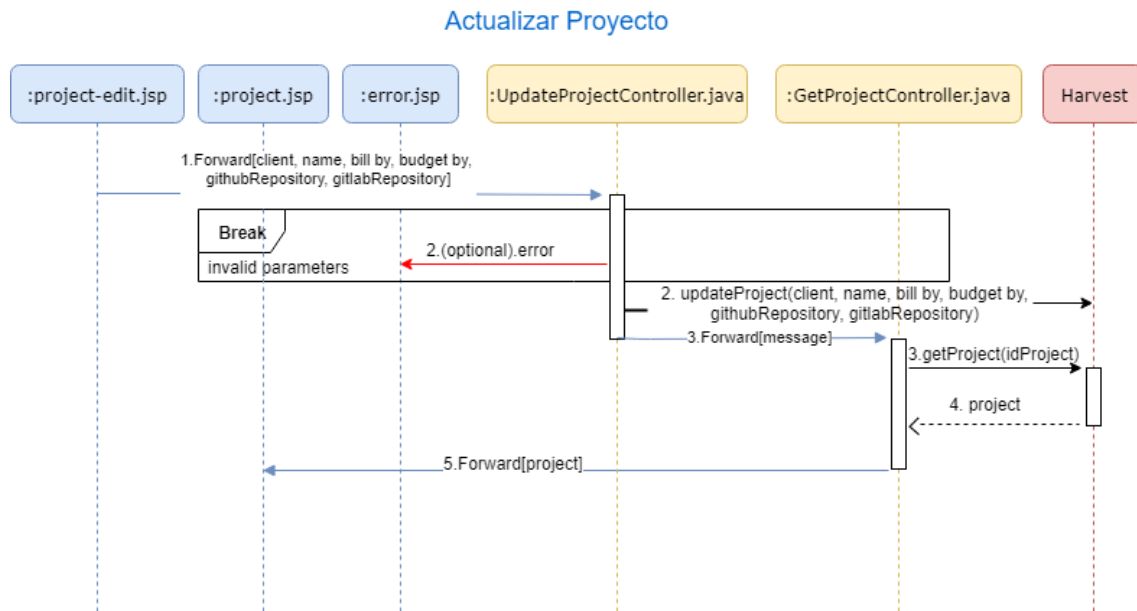 Actualizar Proyecto
:project-edit.jsp
:project.jsp
:error.jsp
:UpdateProjectController.java
:GetProjectController.java
Harvest
1.Forward[client, name, bill by, budget by,
githubRepository, gitlabRepository]
Break
2.(optional).error
invalid parameters
2. updateProject(client, name, bill by, budget by,
githubRepository, gitlabRepository)
3.Forward[message]
3.getProject(idProject)
4. project
5.Forward[project]